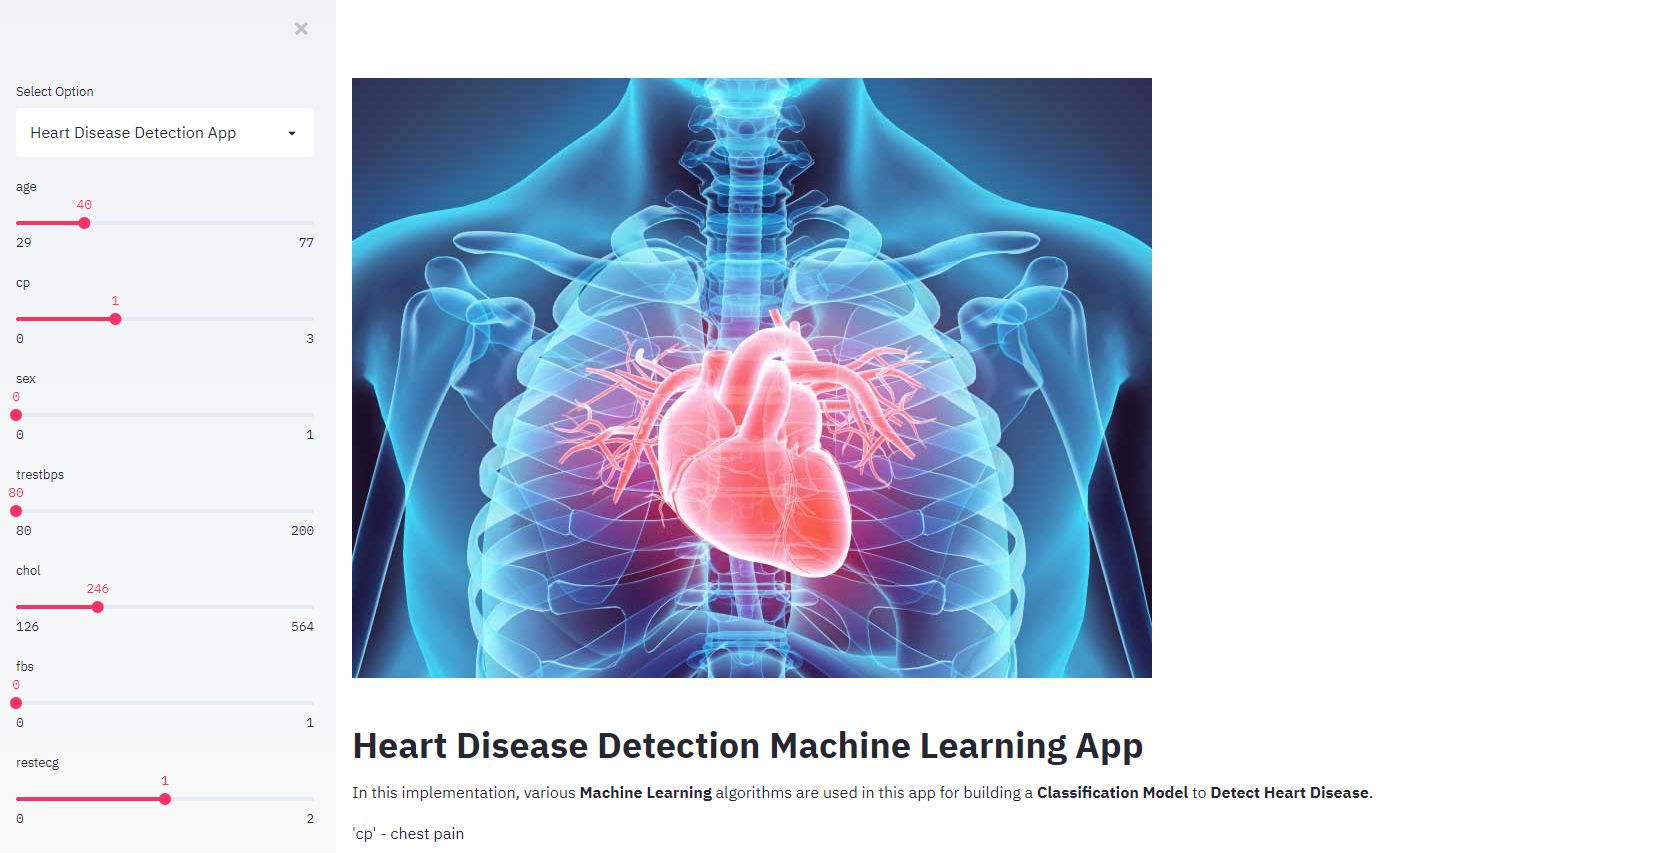 ×
Select Option
Heart Disease Detection App
age
40
29 77
cp
1
0 3
sex
0
0 1
trestbps
80
80 200
chol
246
126 564
fbs
0
0 1
restecg
1
0 2
Heart Disease Detection Machine Learning App
In this implementation, various Machine Learning algorithms are used in this app for building a Classification Model to Detect Heart Disease.
'cp' - chest pain